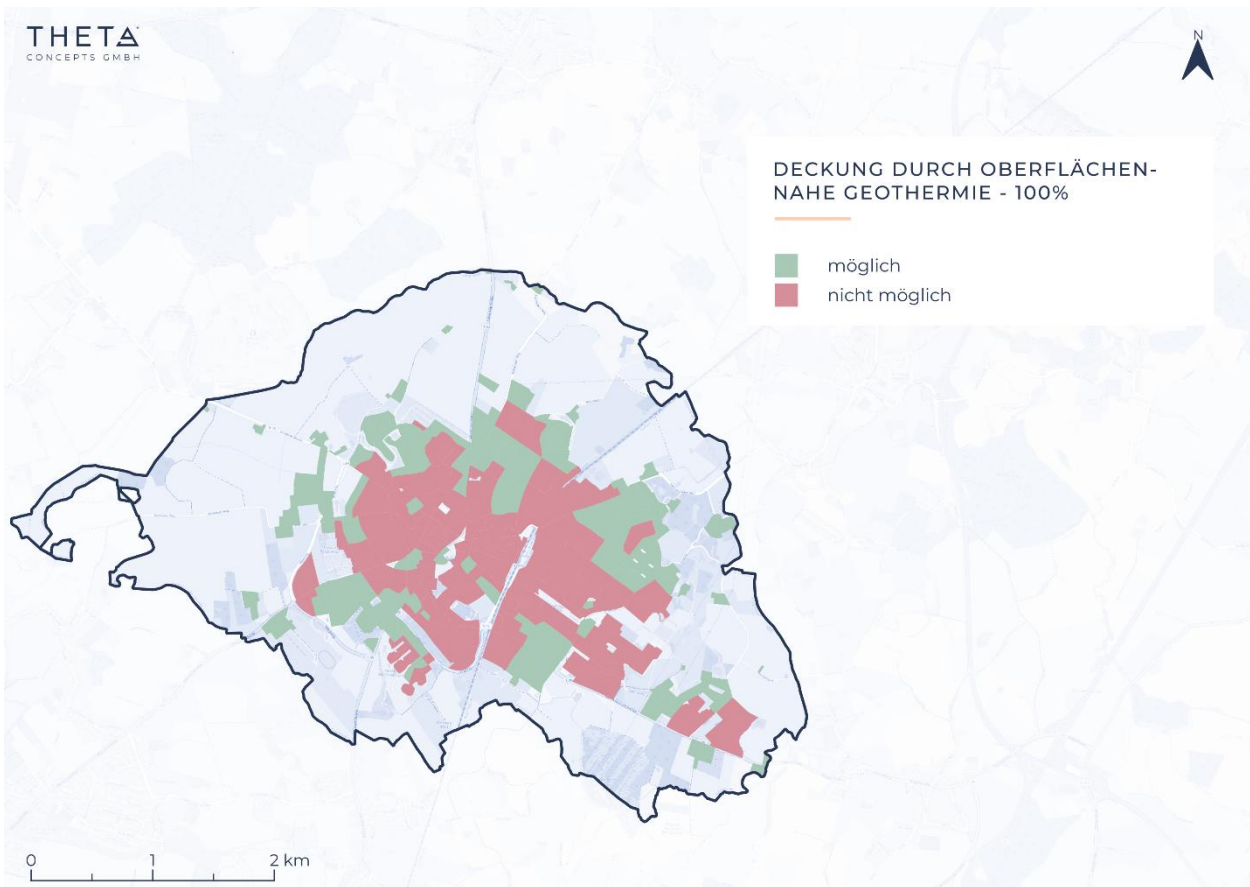 THETA
CONCEPTS GMBH
N
DECKUNG DURCH OBERFLÄCHEN-
NAHE GEOTHERMIE - 100%
möglich
nicht möglich
0 1 2 km